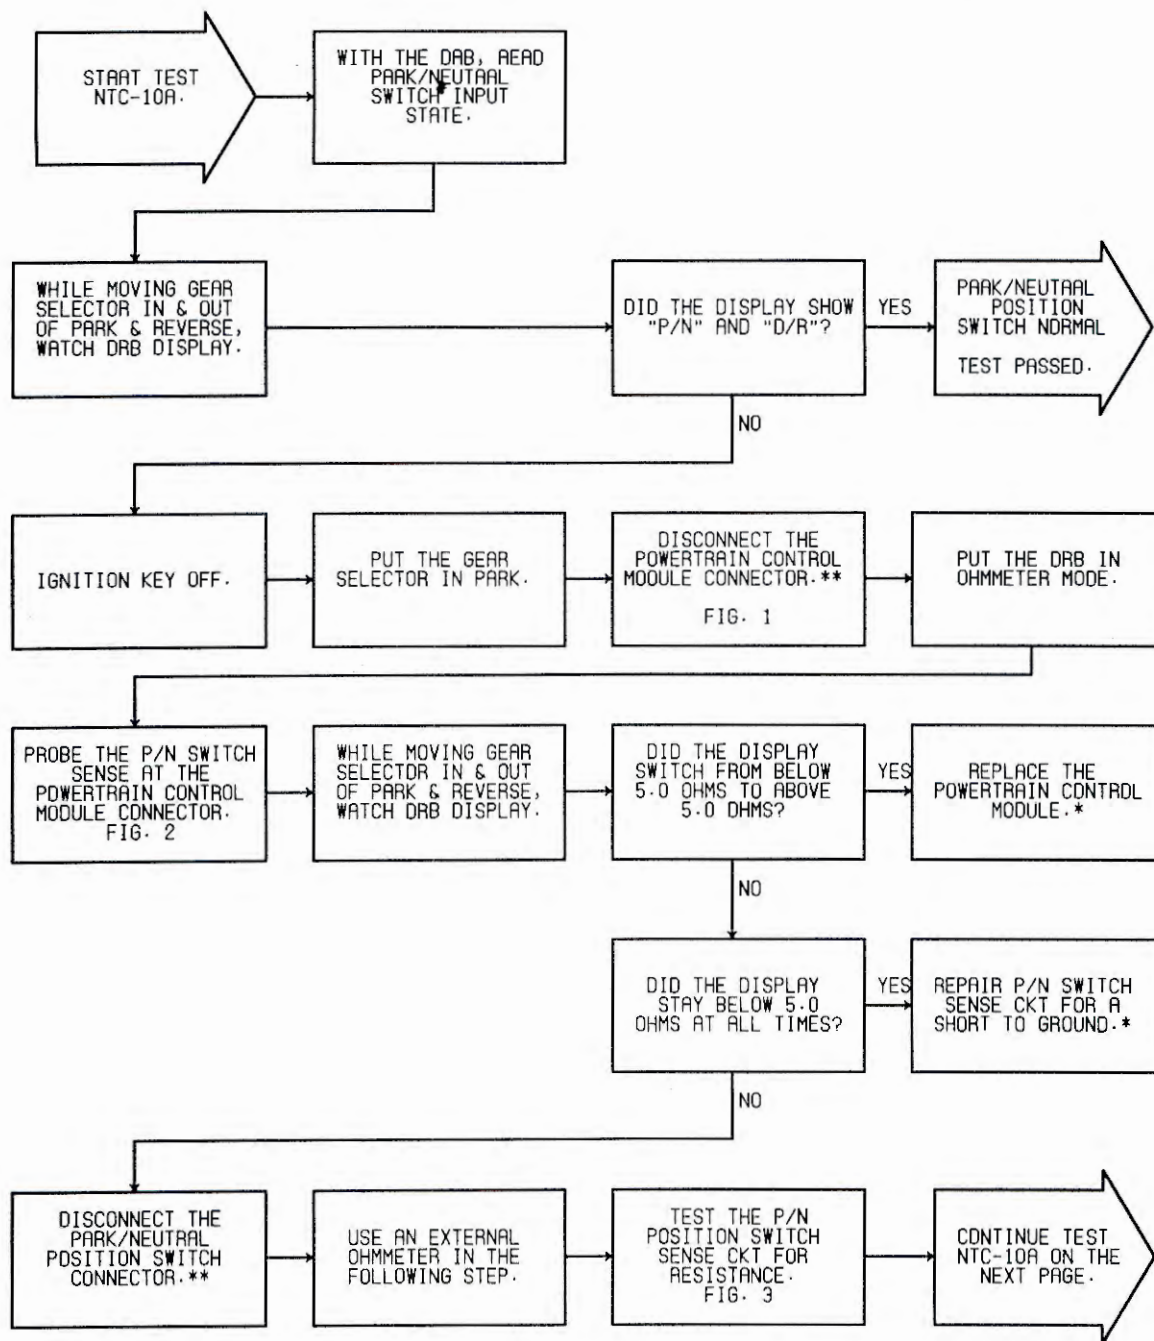 START TEST
NTC-10A.
WITH THE DRB, READ
PARK/NEUTRAL
SWITCH INPUT
STATE.
WHILE MOVING GEAR
SELECTOR IN & OUT
OF PARK & REVERSE,
WATCH DRB DISPLAY.
DID THE DISPLAY SHOW
"P/N" AND "D/R"?
YES
PARK/NEUTRAL
POSITION
SWITCH NORMAL
TEST PASSED.
NO
IGNITION KEY OFF.
PUT THE GEAR
SELECTOR IN PARK.
DISCONNECT THE
POWERTRAIN CONTROL
MODULE CONNECTOR.**
FIG. 1
PUT THE DRB IN
OHMMETER MODE.
PROBE THE P/N SWITCH
SENSE AT THE
POWERTRAIN CONTROL
MODULE CONNECTOR.
FIG. 2
WHILE MOVING GEAR
SELECTOR IN & OUT
OF PARK & REVERSE,
WATCH DRB DISPLAY.
DID THE DISPLAY
SWITCH FROM BELOW
5.0 OHMS TO ABOVE
5.0 OHMS?
YES
REPLACE THE
POWERTRAIN CONTROL
MODULE.*
NO
DID THE DISPLAY
STAY BELOW 5.0
OHMS AT ALL TIMES?
YES
REPAIR P/N SWITCH
SENSE CKT FOR A
SHORT TO GROUND.*
NO
DISCONNECT THE
PARK/NEUTRAL
POSITION SWITCH
CONNECTOR.**
USE AN EXTERNAL
OHMMETER IN THE
FOLLOWING STEP.
TEST THE P/N
POSITION SWITCH
SENSE CKT FOR
RESISTANCE.
FIG. 3
CONTINUE TEST
NTC-10A ON THE
NEXT PAGE.